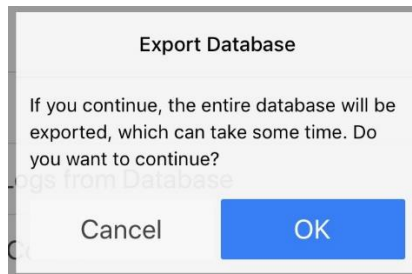 Export Database
If you continue, the entire database will be
exported, which can take some time. Do
you want to continue?
Logs from Database
Cancel
OK